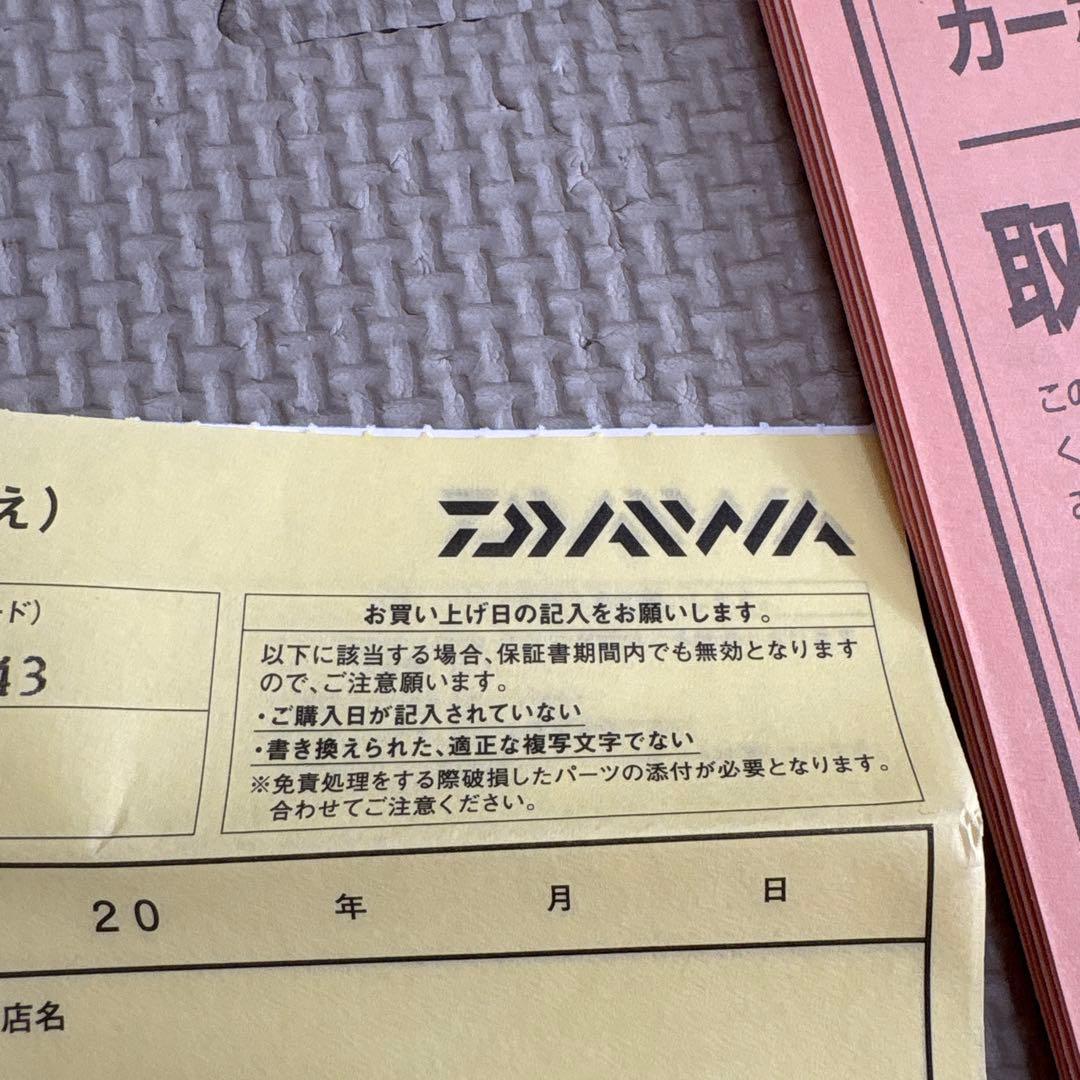 カー
取
この
く
え)
DAIWA
ード)
43
お買い上げ日の記入をお願いします。
以下に該当する場合、保証書期間内でも無効となります
ので、ご注意願います。
・ご購入日が記入されていない
・書き換えられた、適正な複写文字でない
※免責処理をする際破損したパーツの添付が必要となります。
合わせてご注意ください。
20 年 月 日
店名